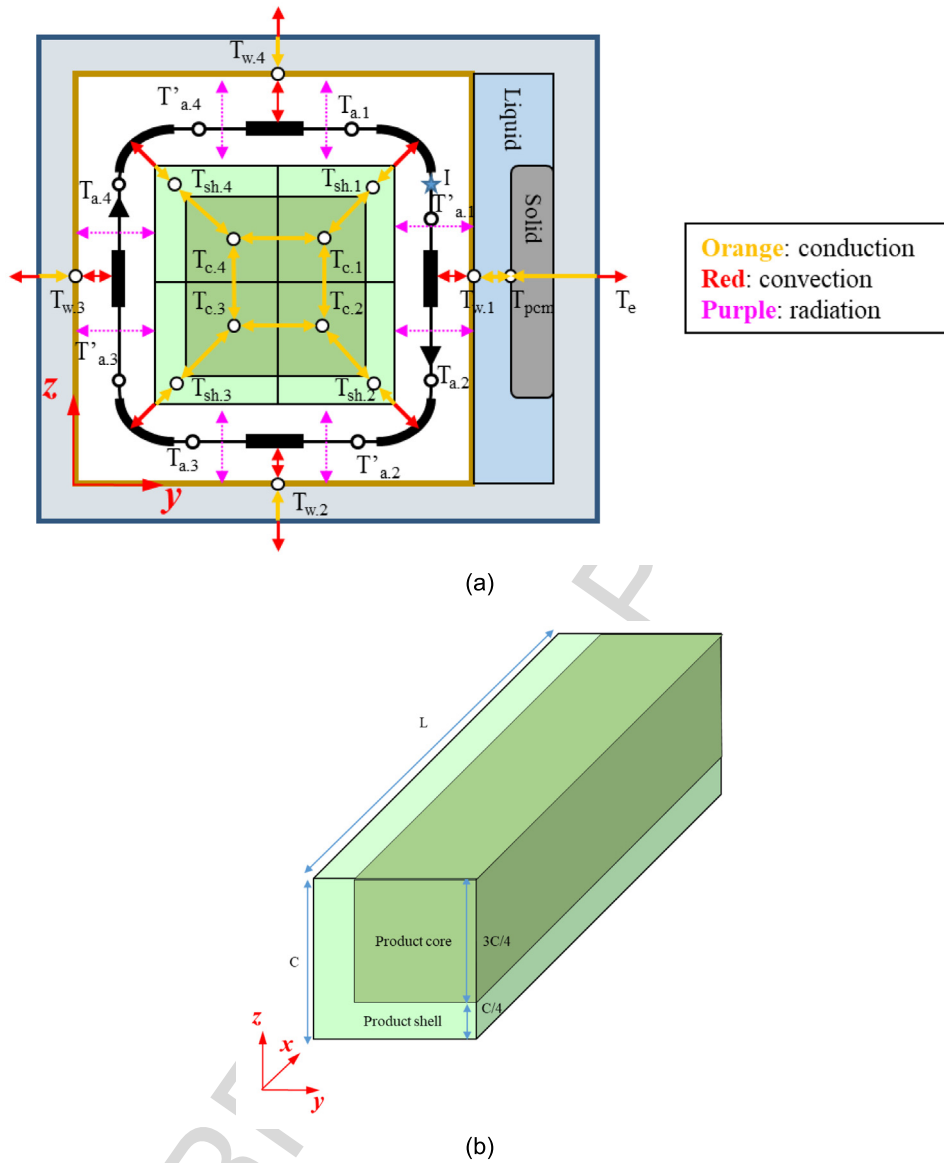 T_w.4
T'_a.4
T_a.1
Liquid
T_sh.4
T_sh.1
I
T_a.4
T'_a.1
Solid
T_c.4
T_c.1
T_w.3
T_c.3
T_c.2
T_w.1
T_pcm
T_e
T'_a.3
T_a.2
T_sh.3
T_sh.2
z
T_a.3
T'_a.2
y
T_w.2
Orange: conduction
Red: convection
Purple: radiation
(a)
L
Product core
3C/4
C
C/4
Product shell
z
x
y
(b)